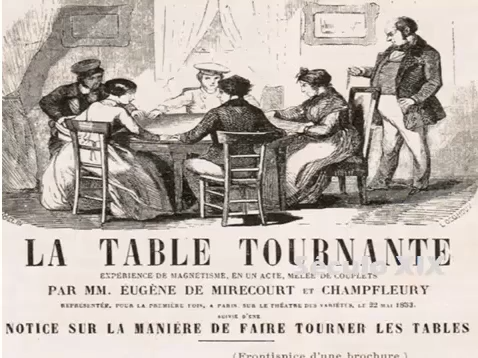 LA TABLE TOURNANTE
EXPÉRIENCE DE MAGNÉTISME, EN UN ACTE, MÊLÉE DE COUPLETS
PAR MM. EUGÈNE DE MIRECOURT ET CHAMPFLEURY
REPRÉSENTÉE, POUR LA PREMIÈRE FOIS, A PARIS, SUR LE THÉATRE DES VARIÉTÉS, LE 22 MAI 1853.
SUIVIE D'UNE
NOTICE SUR LA MANIÈRE DE FAIRE TOURNER LES TABLES
(Frontispice d'une brochure.)